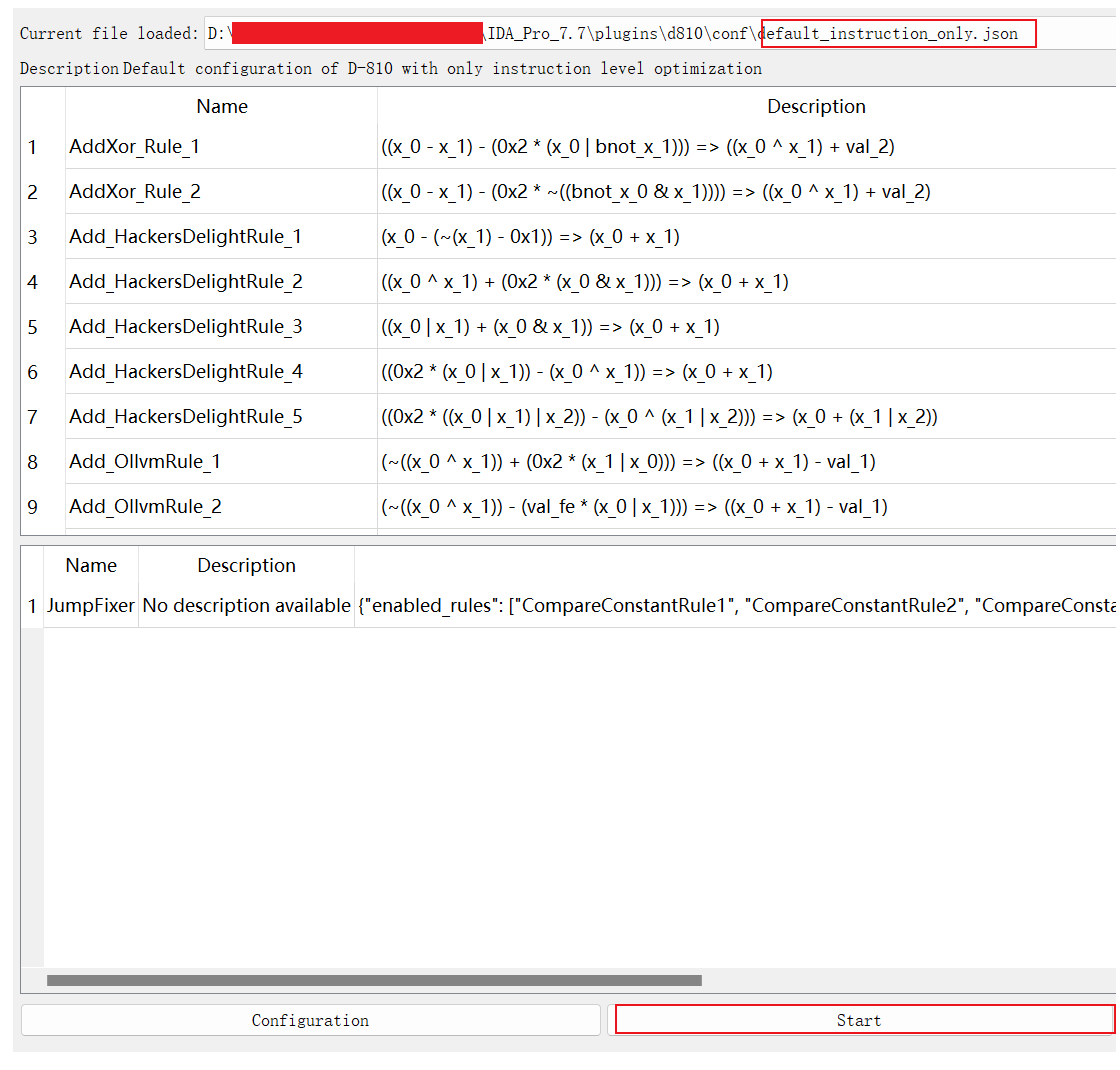 Current file loaded: D:\ \IDA_Pro_7.7\plugins\d810\conf\default_instruction_only.json
Description Default configuration of D-810 with only instruction level optimization
Name Description
1 AddXor_Rule_1 ((x_0 - x_1) - (0x2 * (x_0 | bnot_x_1))) => ((x_0 ^ x_1) + val_2)
2 AddXor_Rule_2 ((x_0 - x_1) - (0x2 * ~((bnot_x_0 & x_1)))) => ((x_0 ^ x_1) + val_2)
3 Add_HackersDelightRule_1 (x_0 - (~(x_1) - 0x1)) => (x_0 + x_1)
4 Add_HackersDelightRule_2 ((x_0 ^ x_1) + (0x2 * (x_0 & x_1))) => (x_0 + x_1)
5 Add_HackersDelightRule_3 ((x_0 | x_1) + (x_0 & x_1)) => (x_0 + x_1)
6 Add_HackersDelightRule_4 ((0x2 * (x_0 | x_1)) - (x_0 ^ x_1)) => (x_0 + x_1)
7 Add_HackersDelightRule_5 ((0x2 * ((x_0 | x_1) | x_2)) - (x_0 ^ (x_1 | x_2))) => (x_0 + (x_1 | x_2))
8 Add_OllvmRule_1 (~((x_0 ^ x_1)) + (0x2 * (x_1 | x_0))) => ((x_0 + x_1) - val_1)
9 Add_OllvmRule_2 (~((x_0 ^ x_1)) - (val_fe * (x_0 | x_1))) => ((x_0 + x_1) - val_1)
Name Description
1 JumpFixer No description available {"enabled_rules": ["CompareConstantRule1", "CompareConstantRule2", "CompareConsta
Configuration Start